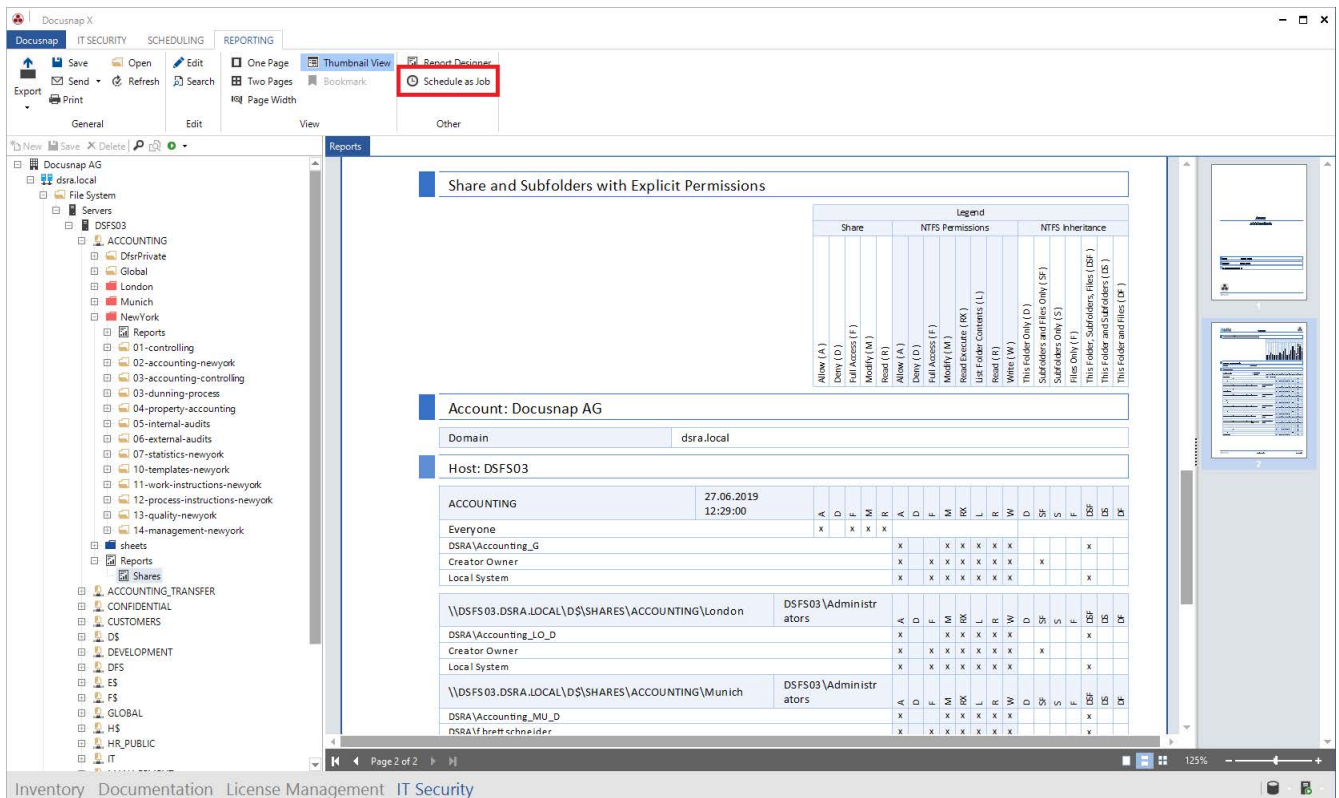 Docusnap X
Docusnap IT SECURITY SCHEDULING REPORTING
Export
Save Open
Send Refresh
Print
General
Edit
Search
Edit
One Page Thumbnail View
Two Pages Bookmark
Page Width
View
Report Designer
Schedule as Job
Other
New Save Delete
Docusnap AG
dsra.local
File System
Servers
DSFS03
ACCOUNTING
DfsrPrivate
Global
London
Munich
NewYork
Reports
01-controlling
02-accounting-newyork
03-accounting-controlling
03-dunning-process
04-property-accounting
05-internal-audits
06-external-audits
07-statistics-newyork
10-templates-newyork
11-work-instructions-newyork
12-process-instructions-newyork
13-quality-newyork
14-management-newyork
sheets
Reports
Shares
ACCOUNTING_TRANSFER
CONFIDENTIAL
CUSTOMERS
D$
DEVELOPMENT
DFS
E$
F$
GLOBAL
H$
HR_PUBLIC
IT
Reports
Share and Subfolders with Explicit Permissions
Legend
Share NTFS Permissions NTFS Inheritance
Allow ( A )
Deny ( D )
Full Access ( F )
Modify ( M )
Read ( R )
Allow ( A )
Deny ( D )
Full Access ( F )
Modify ( M )
Read Execute ( RX )
List Folder Contents ( L )
Read ( R )
Write ( W )
This Folder Only ( D )
Subfolders and Files Only ( SF )
Subfolders Only ( S )
Files Only ( F )
This Folder, Subfolders, Files ( DSF )
This Folder and Subfolders ( DS )
This Folder and Files ( DF )
Account: Docusnap AG
Domain dsra.local
Host: DSFS03
ACCOUNTING 27.06.2019 12:29:00 A D F M R A D F M RX L R W D SF S F DSF DS DF
Everyone x x x x
DSRA\Accounting_G x x x x x x x
Creator Owner x x x x x x x x
Local System x x x x x x x x
\\DSFS03.DSRA.LOCAL\D$\SHARES\ACCOUNTING\London DSFS03\Administrators A D F M RX L R W D SF S F DSF DS DF
DSRA\Accounting_LO_D x x x x x x x
Creator Owner x x x x x x x x
Local System x x x x x x x x
\\DSFS03.DSRA.LOCAL\D$\SHARES\ACCOUNTING\Munich DSFS03\Administrators A D F M RX L R W D SF S F DSF DS DF
DSRA\Accounting_MU_D x x x x x x x
DSRA\fbrettschneider x x x x x x x x
1
2
Page 2 of 2
125%
Inventory Documentation License Management IT Security